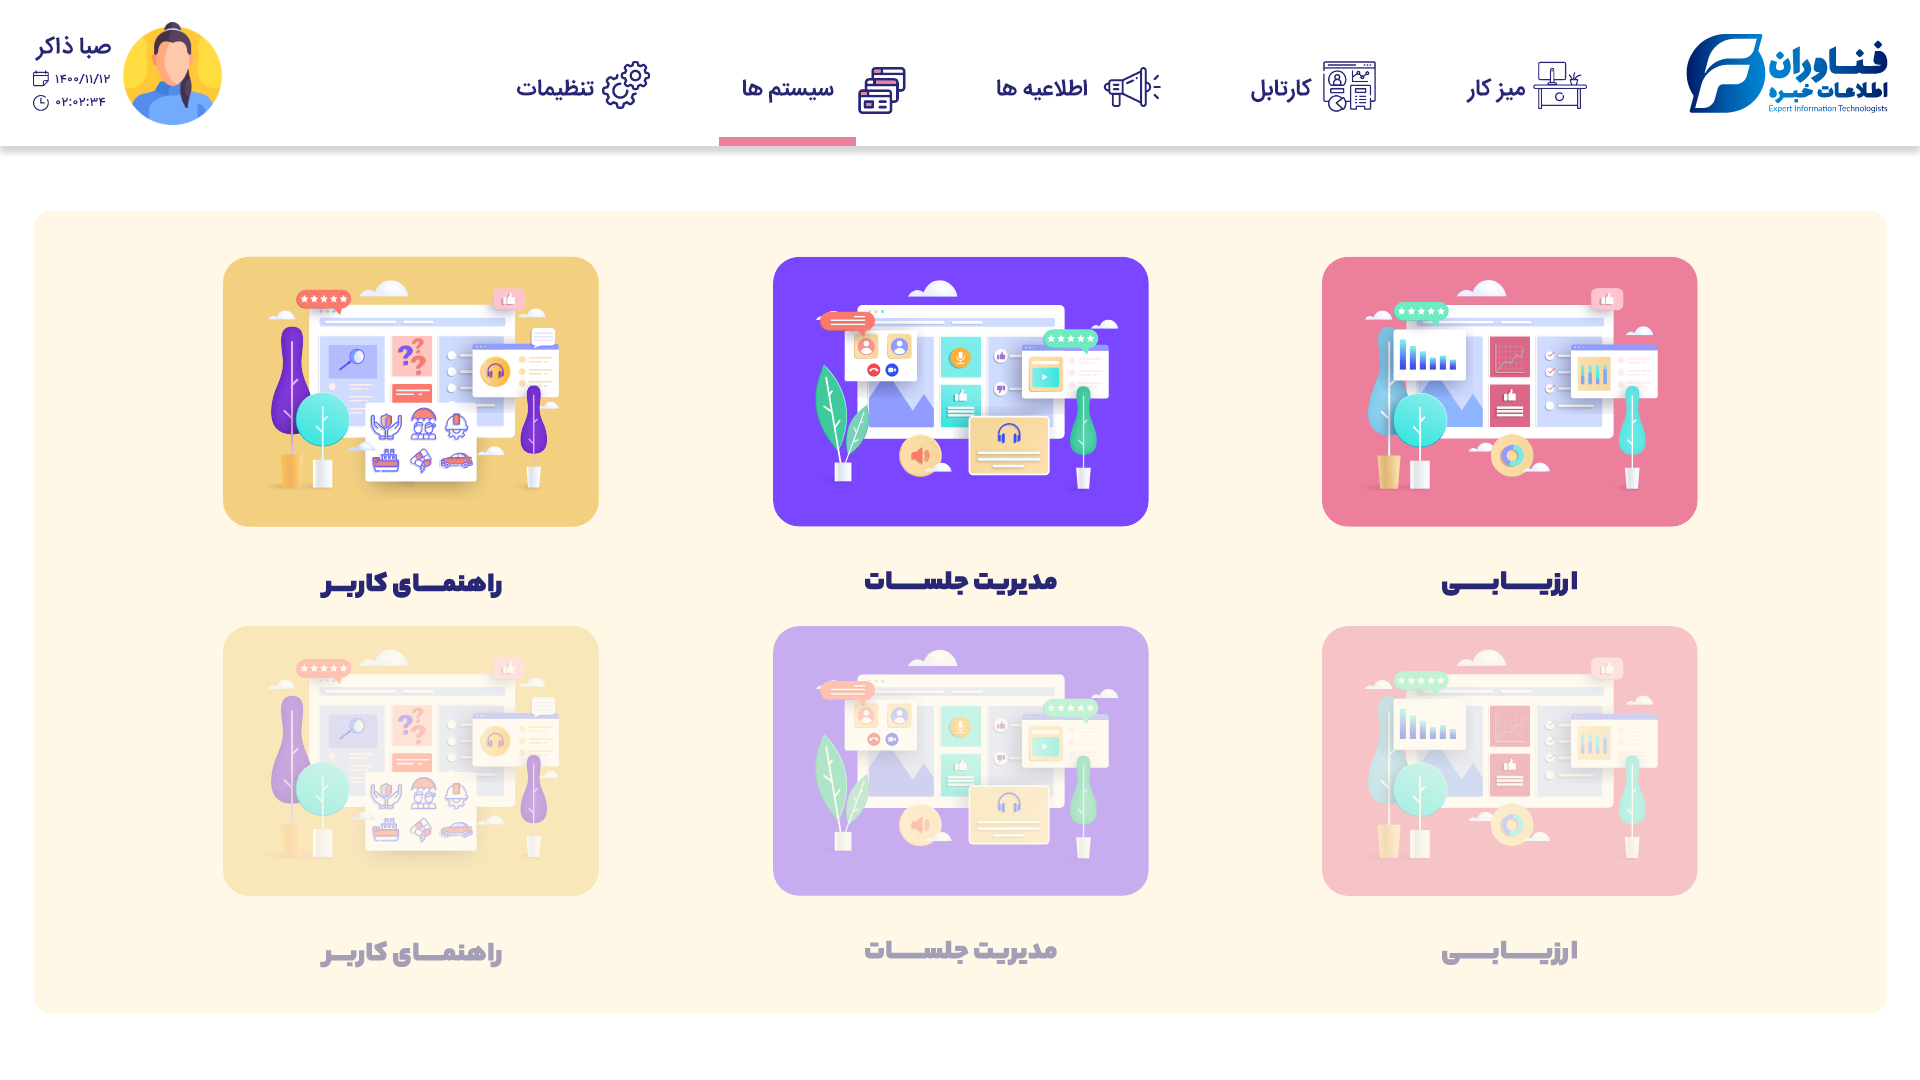 فناوران
اطلاعات خبره
Expert Information Technologists
میز کار
کارتابل
اطلاعیه ها
سیستم ها
تنظیمات
صبا ذاکر
۱۴۰۰/۱۱/۱۲
۰۲:۰۲:۳۴
ارزیـــابـــی
مدیریت جلســـات
راهنمـــای کاربـــر
???
ارزیـــابـــی
مدیریت جلســـات
راهنمـــای کاربـــر
???